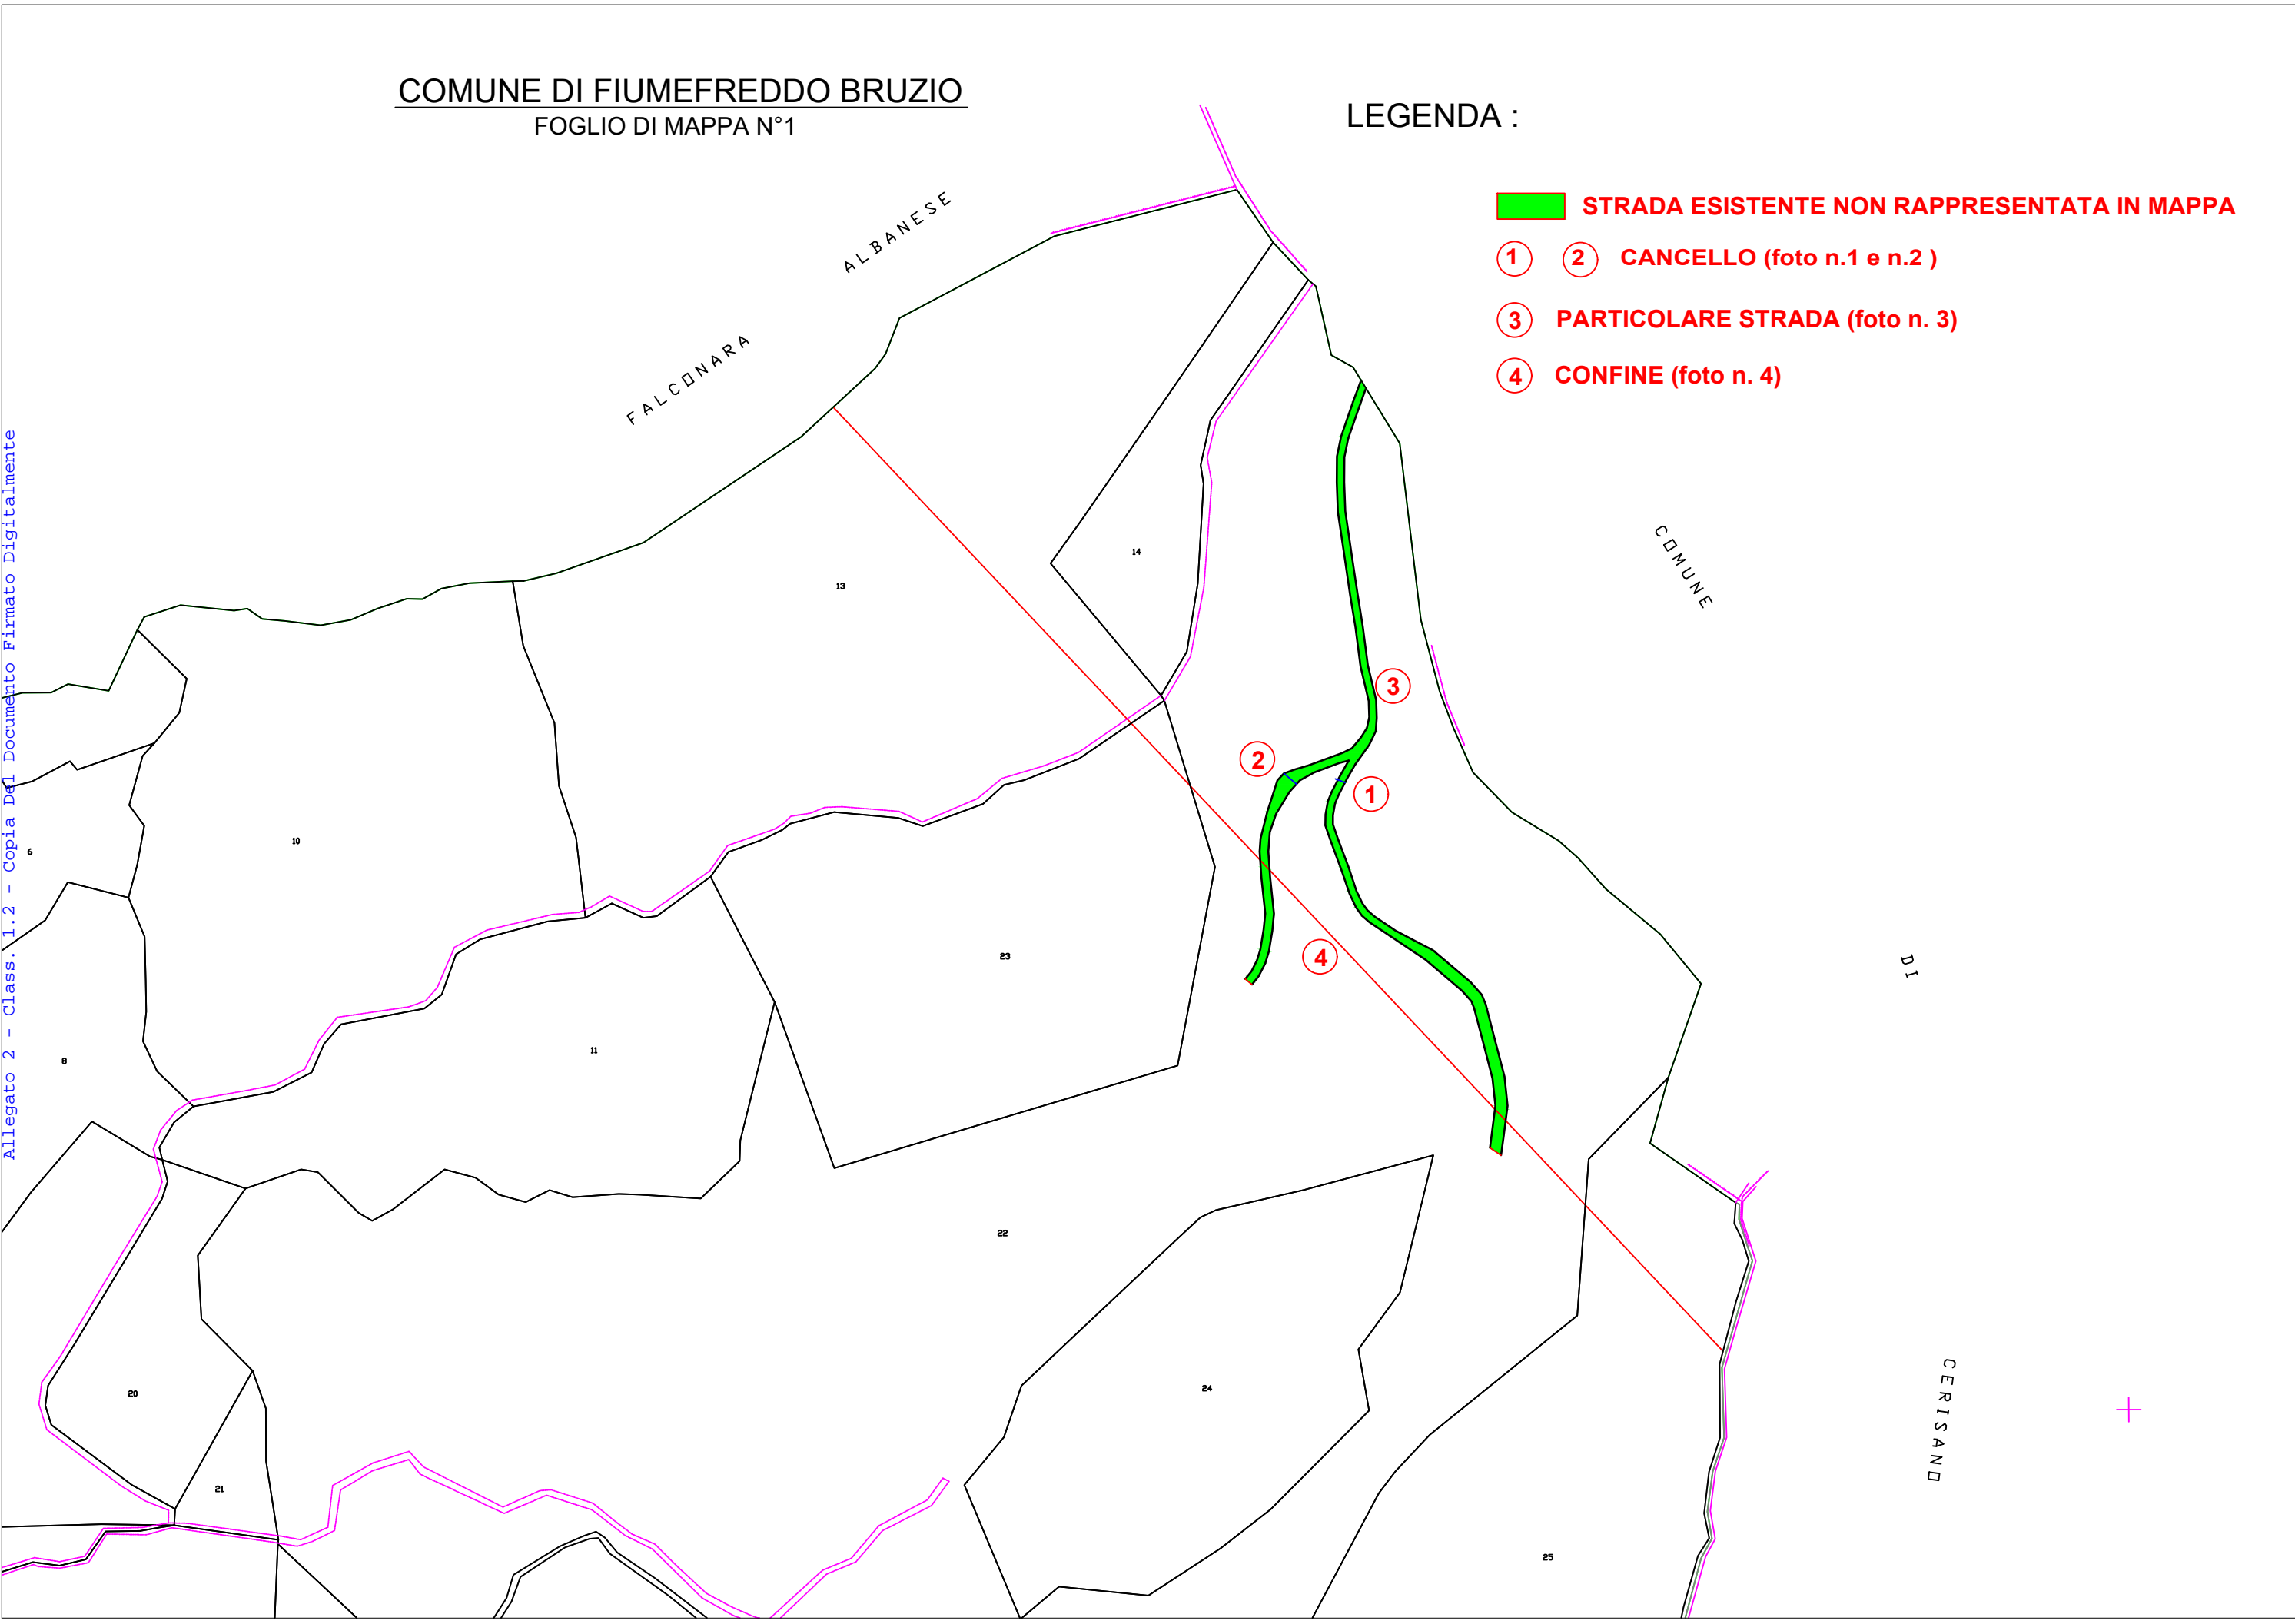 COMUNE DI FIUMEFREDDO BRUZIO
FOGLIO DI MAPPA N°1
LEGENDA :
STRADA ESISTENTE NON RAPPRESENTATA IN MAPPA
1 2 CANCELLO (foto n.1 e n.2 )
3 PARTICOLARE STRADA (foto n. 3)
4 CONFINE (foto n. 4)
FALCONARA ALBANESE
COMUNE DI CERISANO
Allegato 2 - Class. 1.2 - Copia Del Documento Firmato Digitalmente
14
13
3
2
1
10
6
4
23
11
8
22
24
20
21
25